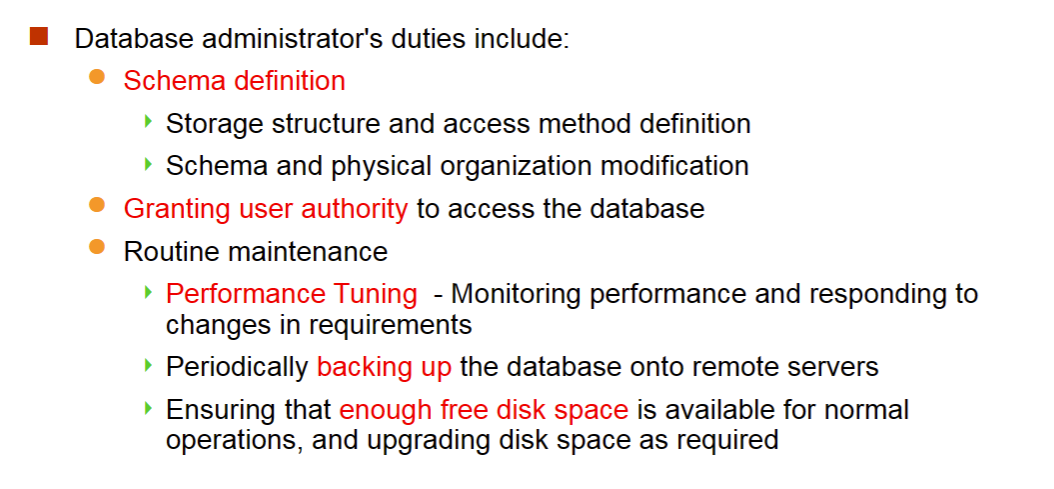 Database administrator's duties include:
Schema definition
Storage structure and access method definition
Schema and physical organization modification
Granting user authority to access the database
Routine maintenance
Performance Tuning - Monitoring performance and responding to
changes in requirements
Periodically backing up the database onto remote servers
Ensuring that enough free disk space is available for normal
operations, and upgrading disk space as required